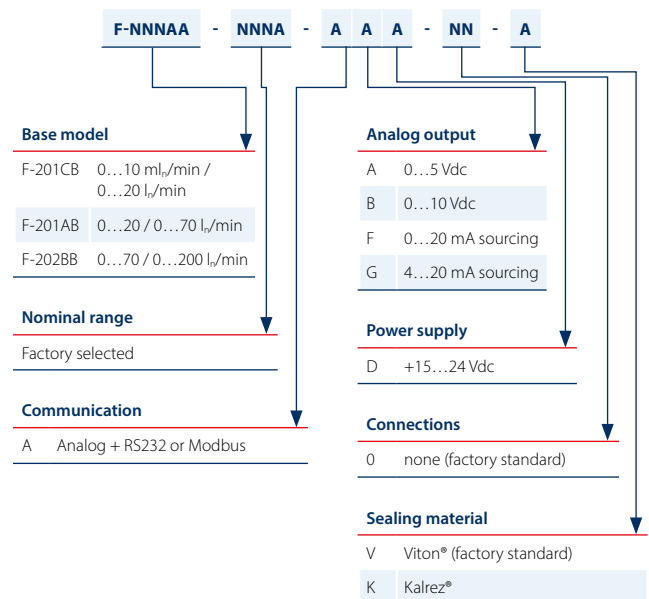 F-NNNAA - NNNA - A A A - NN - A
Base model
F-201CB 0…10 mlₙ/min /
0…20 lₙ/min
F-201AB 0…20 / 0…70 lₙ/min
F-202BB 0…70 / 0…200 lₙ/min
Nominal range
Factory selected
Communication
A Analog + RS232 or Modbus
Analog output
A 0…5 Vdc
B 0…10 Vdc
F 0…20 mA sourcing
G 4…20 mA sourcing
Power supply
D +15…24 Vdc
Connections
0 none (factory standard)
Sealing material
V Viton® (factory standard)
K Kalrez®